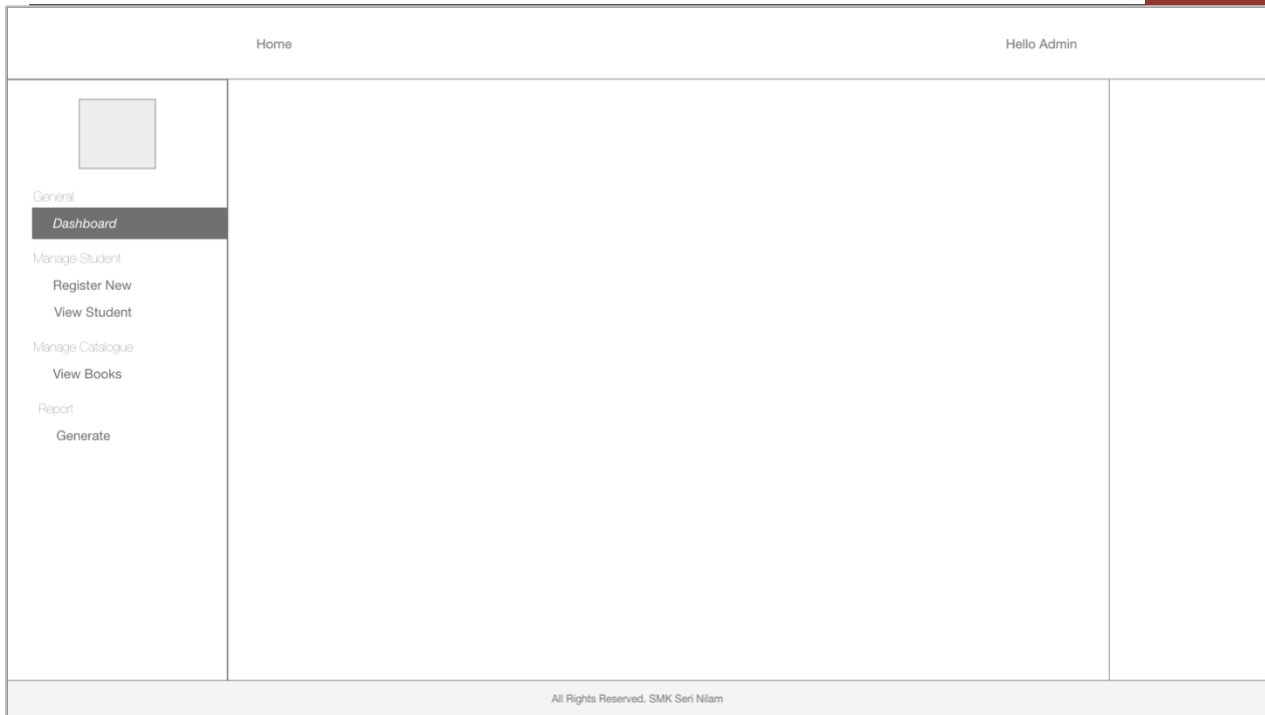 Home
Hello Admin
General
Dashboard
Manage Student
Register New
View Student
Manage Catalogue
View Books
Report
Generate
All Rights Reserved. SMK Seri Nilam